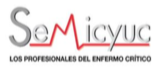 SeMicyuc
LOS PROFESIONALES DEL ENFERMO CRÍTICO